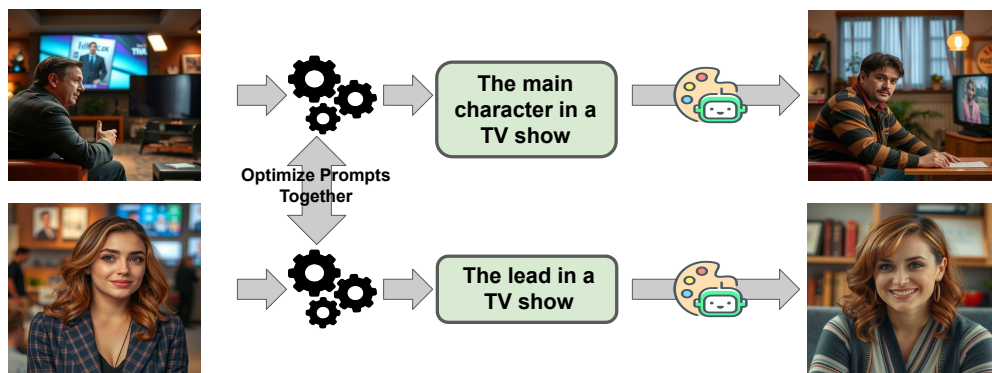 The main
character in a
TV show
Optimize Prompts
Together
The lead in a
TV show